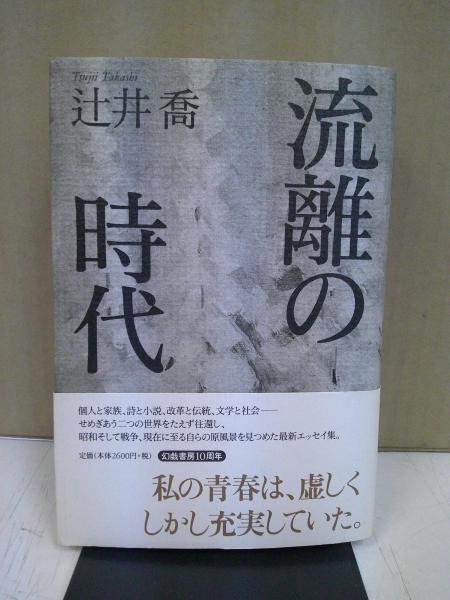 Tsujii Takashi
辻井 喬
流離の
時代
個人と家族、詩と小説、改革と伝統、文学と社会――
せめぎあう二つの世界をたえず往還し、
昭和そして戦争、現在に至る自らの原風景を見つめた最新エッセイ集。
定価(本体2600円+税) 幻戯書房10周年
私の青春は、虚しく
しかし充実していた。